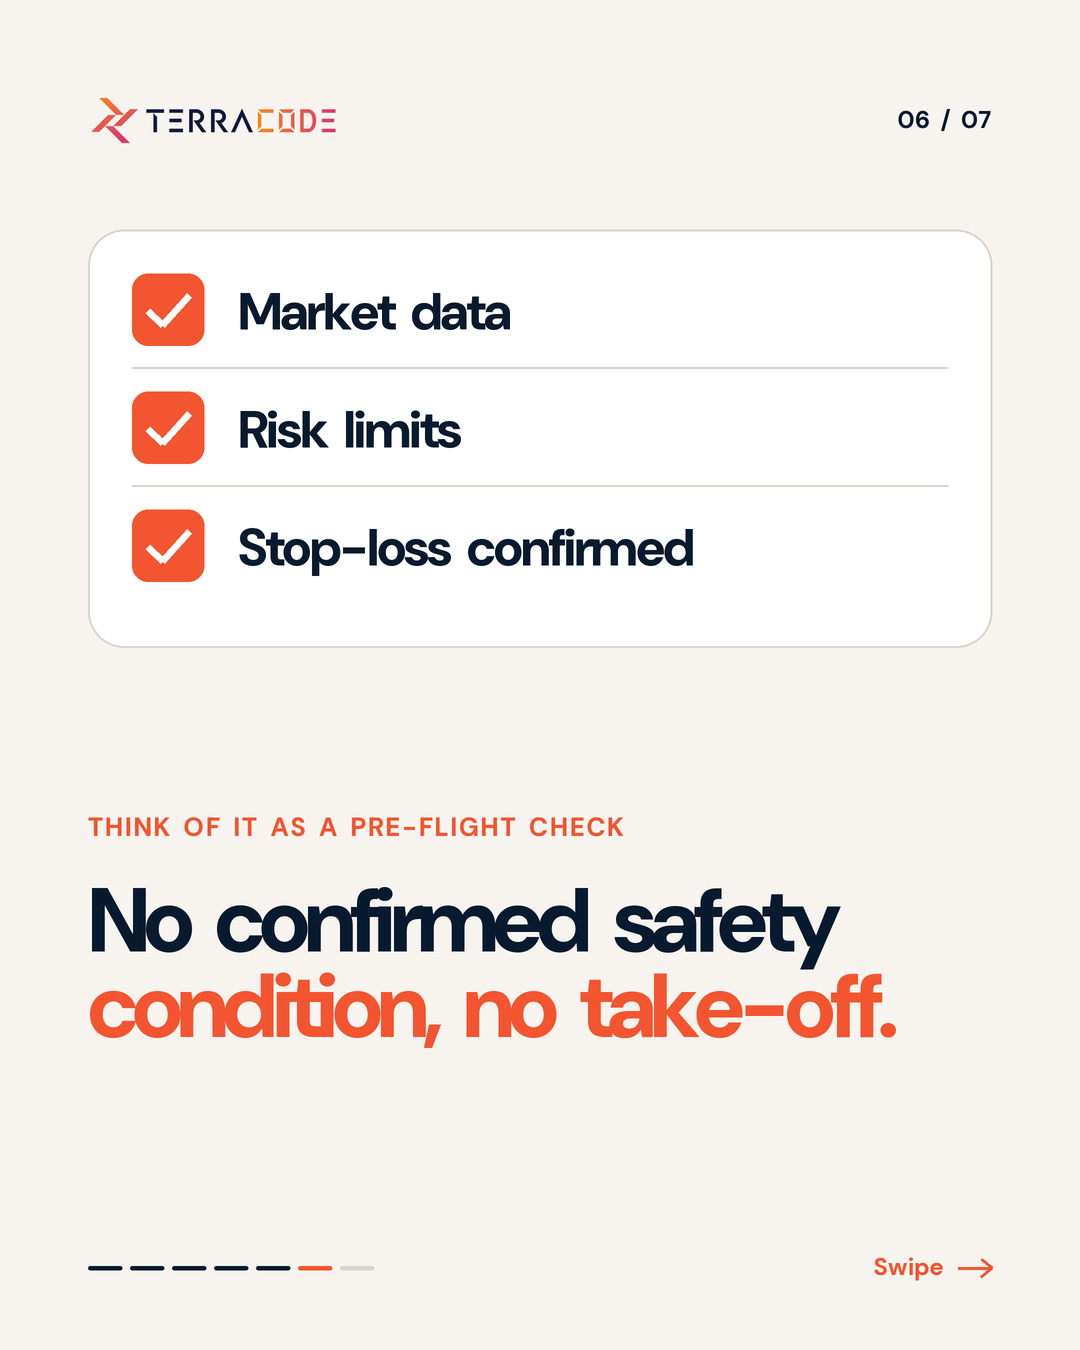 TERRACODE
06 / 07
Market data
Risk limits
Stop-loss confirmed
THINK OF IT AS A PRE-FLIGHT CHECK
No confirmed safety
condition, no take-off.
Swipe →